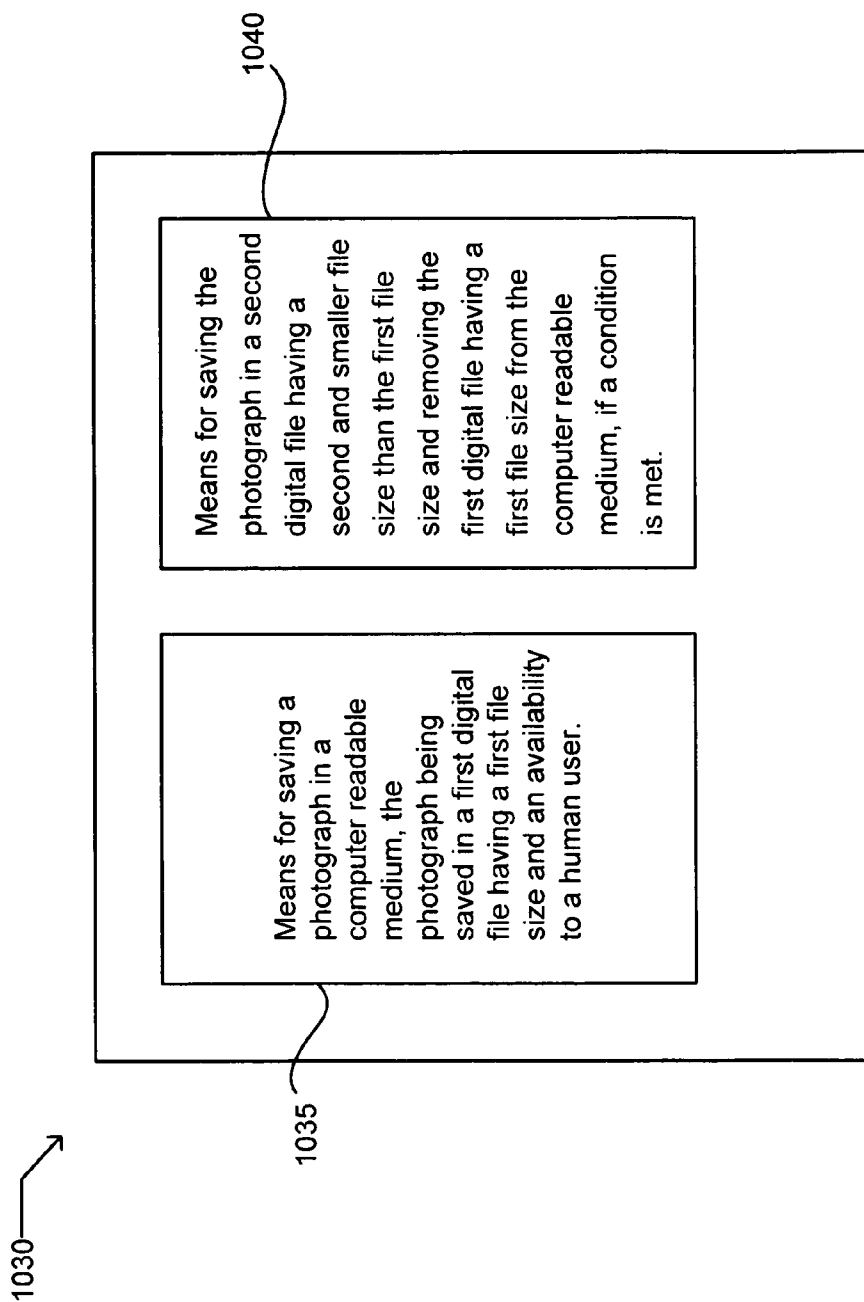 1030
1035
Means for saving a
photograph in a
computer readable
medium, the
photograph being
saved in a first digital
file having a first file
size and an availability
to a human user.
1040
Means for saving the
photograph in a second
digital file having a
second and smaller file
size than the first file
size and removing the
first digital file having a
first file size from the
computer readable
medium, if a condition
is met.